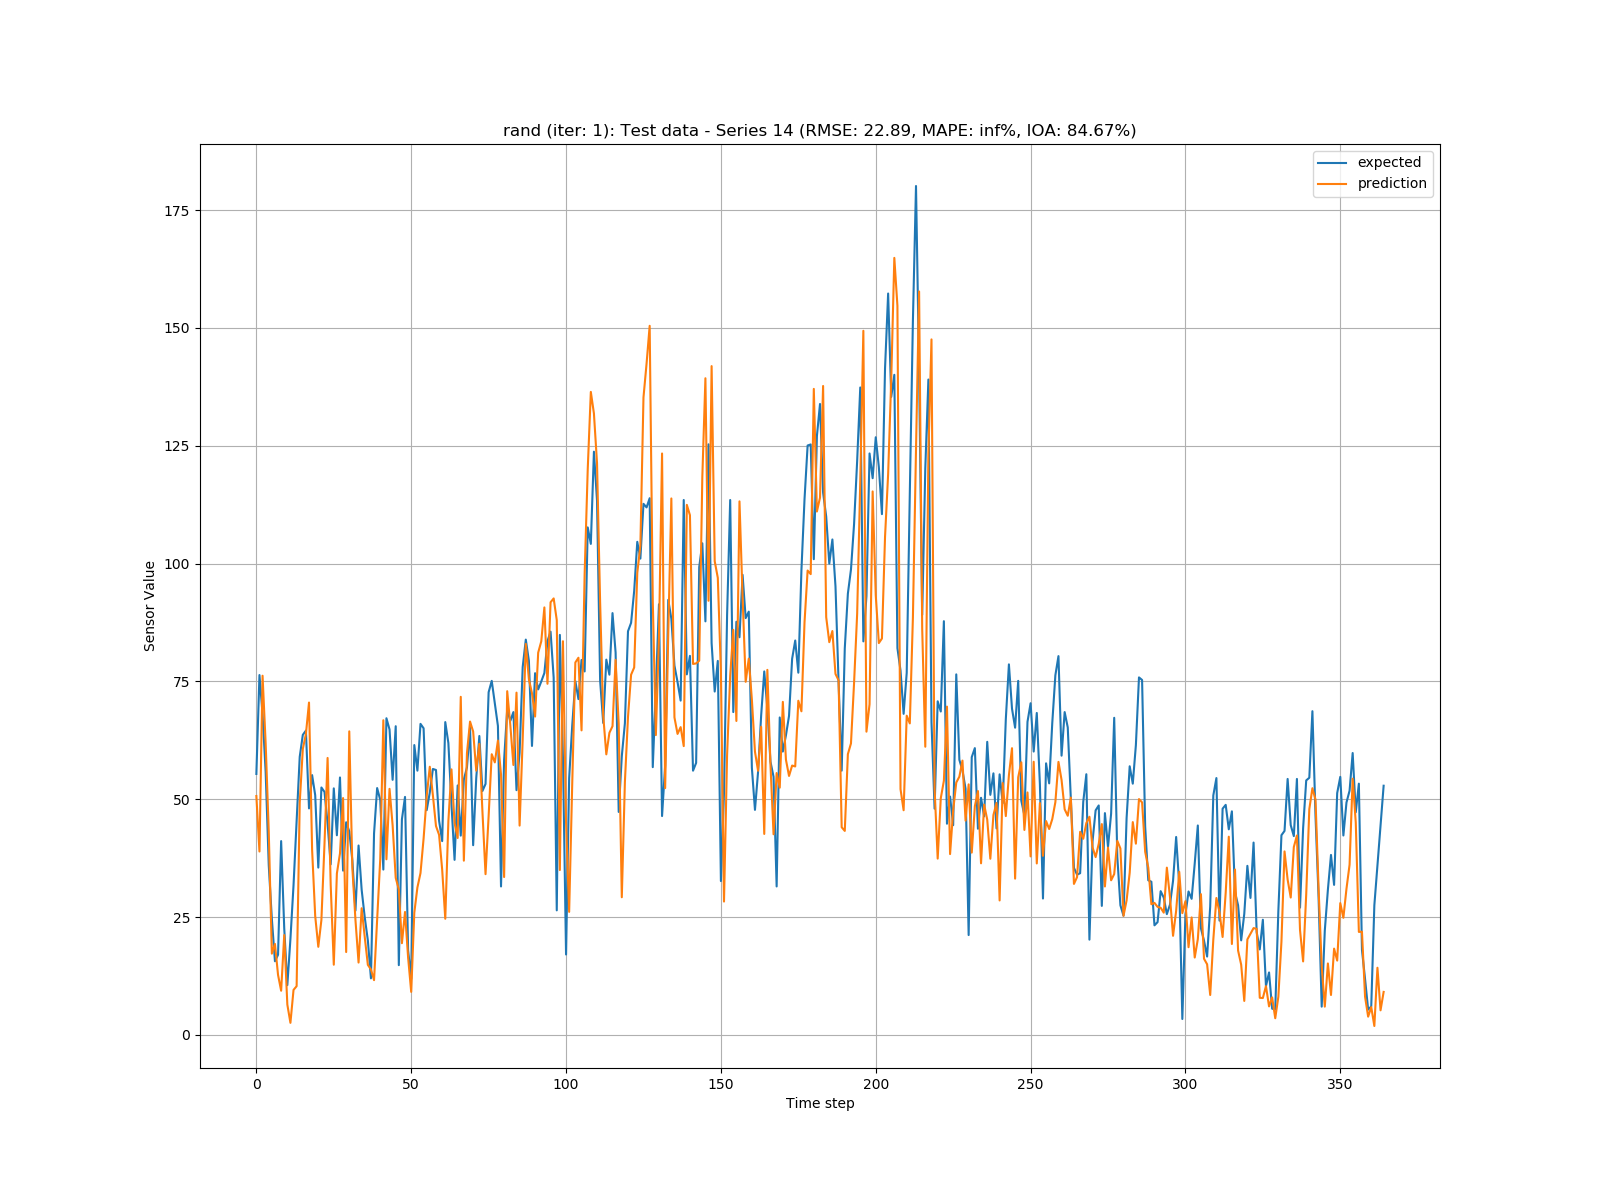 rand (iter: 1): Test data - Series 14 (RMSE: 22.89, MAPE: inf%, IOA: 84.67%)
expected
prediction
175
150
125
100
75
50
25
0
Sensor Value
0 50 100 150 200 250 300 350
Time step